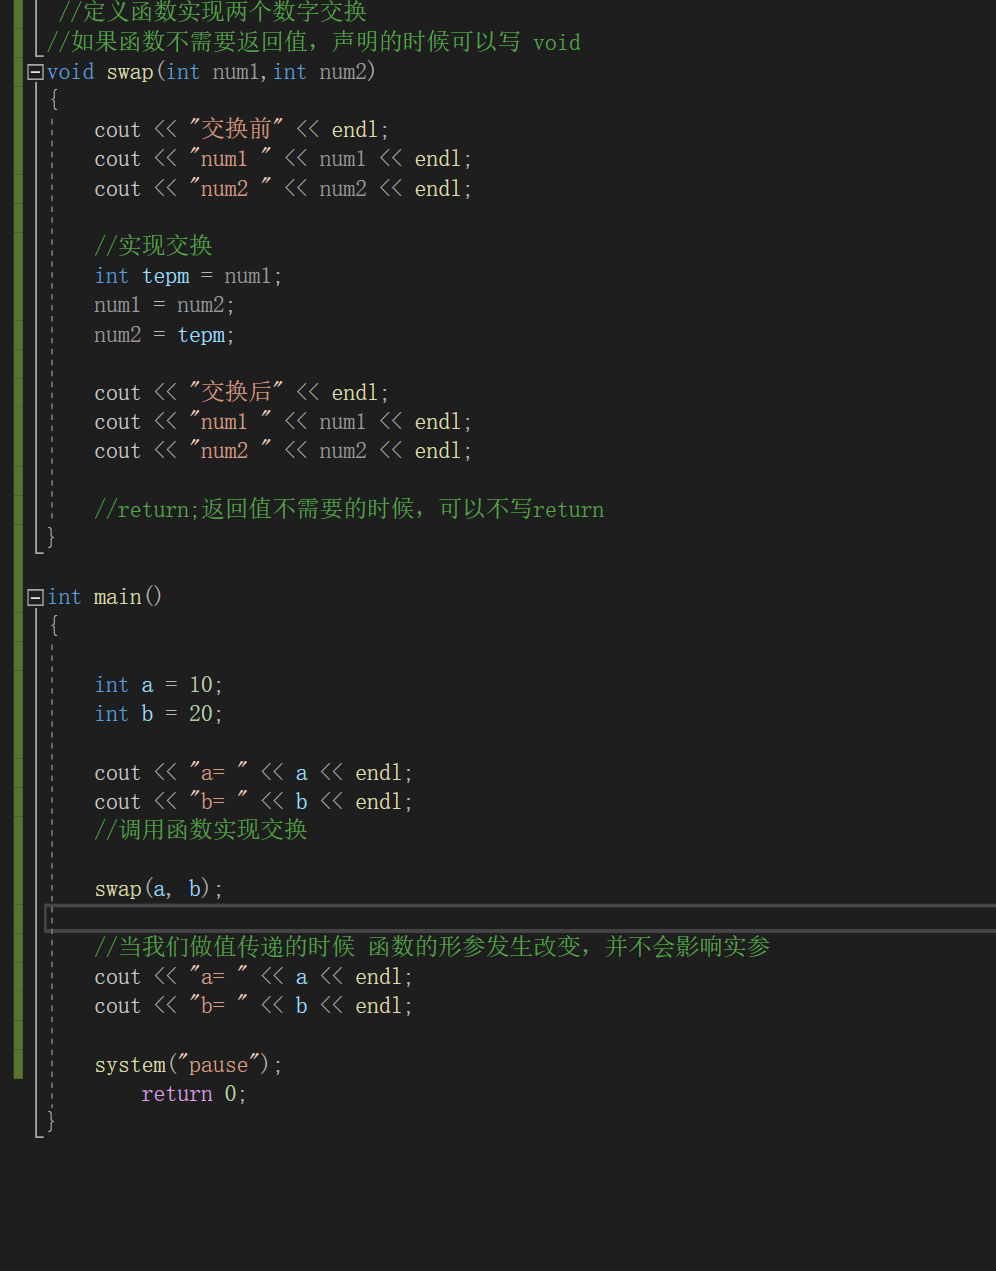 //定义函数实现两个数字交换
//如果函数不需要返回值，声明的时候可以写 void
void swap(int num1,int num2)
{
cout << "交换前" << endl;
cout << "num1 " << num1 << endl;
cout << "num2 " << num2 << endl;
//实现交换
int tepm = num1;
num1 = num2;
num2 = tepm;
cout << "交换后" << endl;
cout << "num1 " << num1 << endl;
cout << "num2 " << num2 << endl;
//return;返回值不需要的时候，可以不写return
}
int main()
{
int a = 10;
int b = 20;
cout << "a= " << a << endl;
cout << "b= " << b << endl;
//调用函数实现交换
swap(a, b);
//当我们做值传递的时候 函数的形参发生改变，并不会影响实参
cout << "a= " << a << endl;
cout << "b= " << b << endl;
system("pause");
return 0;
}